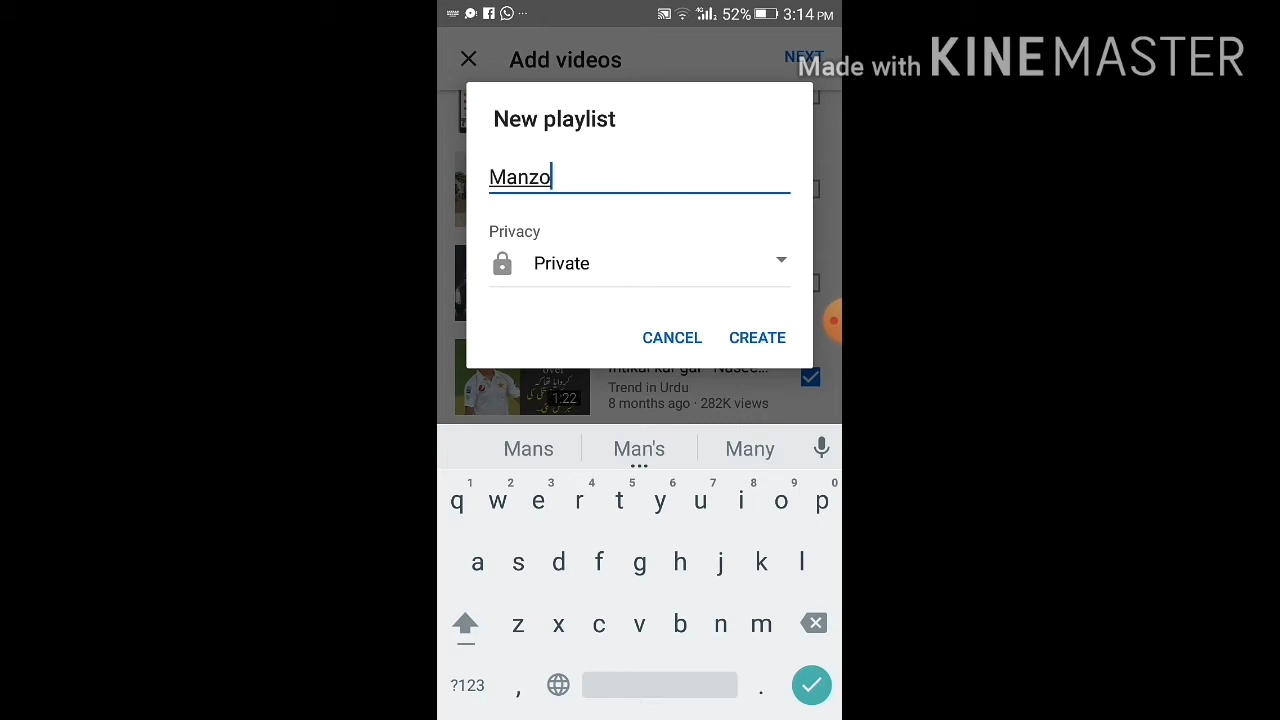 52% 3:14 PM
Add videos
NEXT
Made with KINEMASTER
New playlist
Manzo
Privacy
Private
CANCEL CREATE
Trend in Urdu
8 months ago · 282K views
1:22
Mans Man's Many
1 2 3 4 5 6 7 8 9 0
q w e r t y u i o p
a s d f g h j k l
z x c v b n m
?123 , .